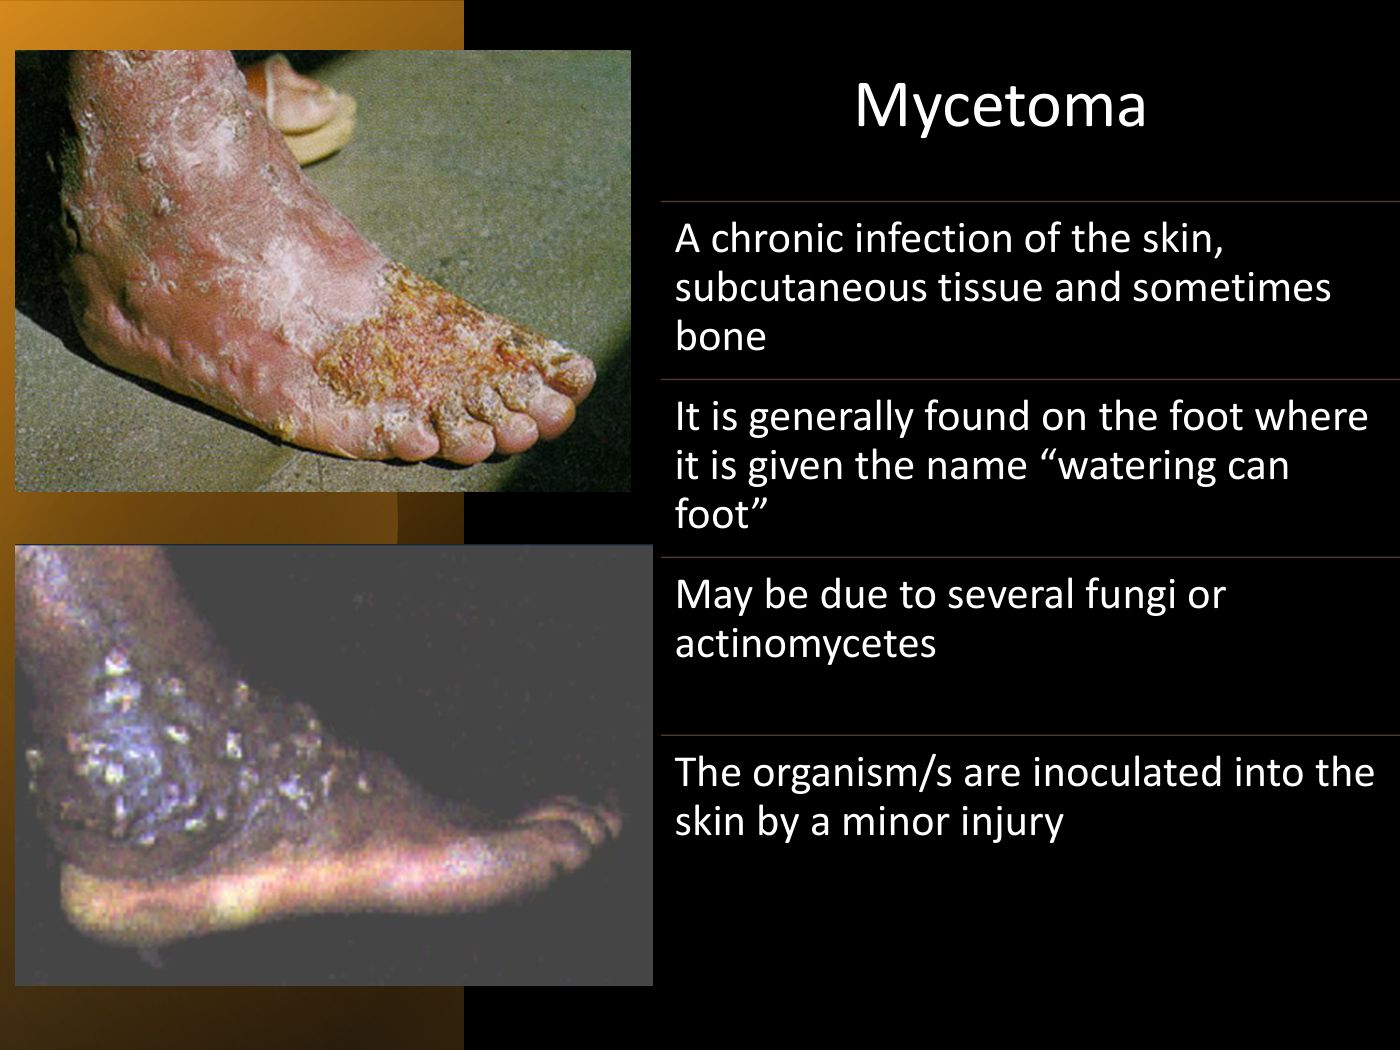 Mycetoma
A chronic infection of the skin,
subcutaneous tissue and sometimes
bone
It is generally found on the foot where
it is given the name “watering can
foot”
May be due to several fungi or
actinomycetes
The organism/s are inoculated into the
skin by a minor injury